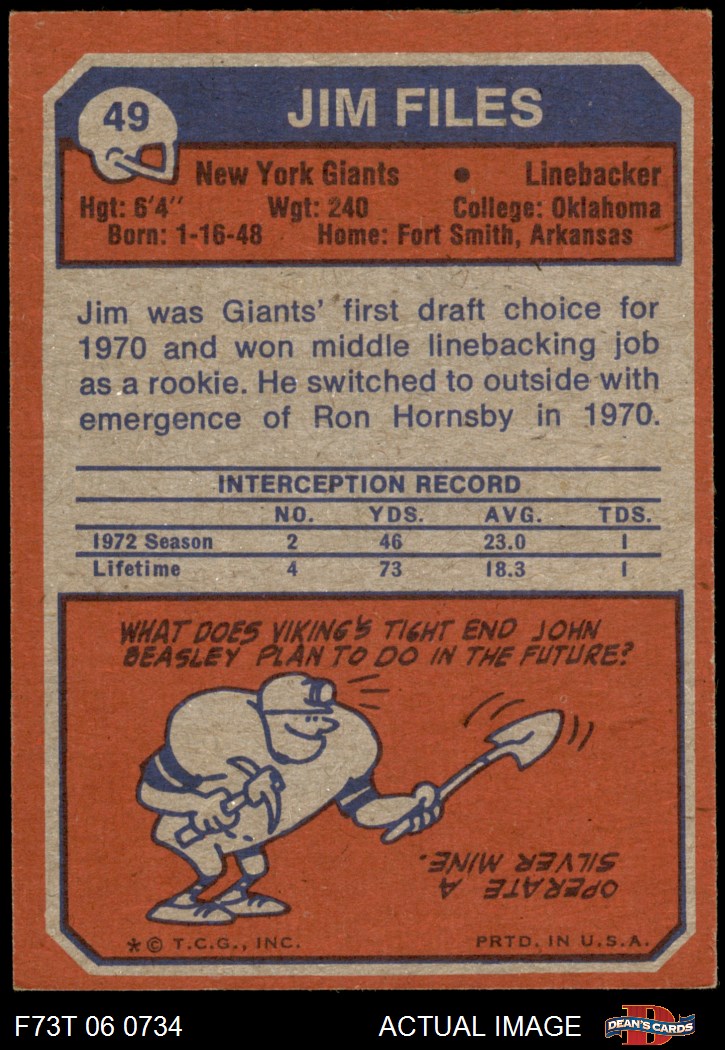 49
JIM FILES
New York Giants • Linebacker
Hgt: 6'4" Wgt: 240 College: Oklahoma
Born: 1-16-48 Home: Fort Smith, Arkansas
Jim was Giants' first draft choice for
1970 and won middle linebacking job
as a rookie. He switched to outside with
emergence of Ron Hornsby in 1970.
INTERCEPTION RECORD
NO. YDS. AVG. TDS.
1972 Season 2 46 23.0 1
Lifetime 4 73 18.3 1
WHAT DOES VIKING'S TIGHT END JOHN
BEASLEY PLAN TO DO IN THE FUTURE?
OPERATE A
SILVER MINE.
* © T.C.G., INC. PRTD. IN U.S.A.
F73T 06 0734 ACTUAL IMAGE
D
DEAN'S CARDS